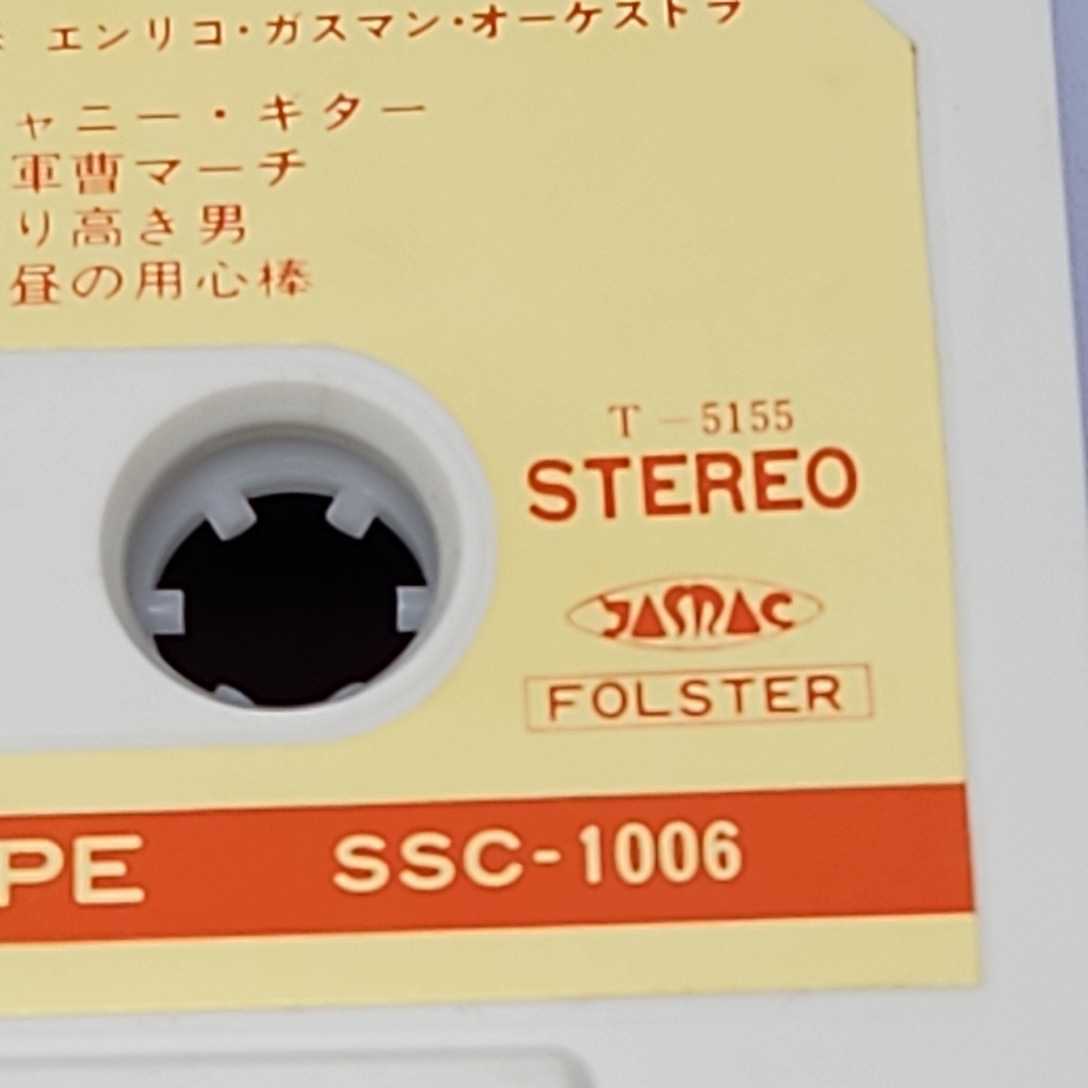 エンリコ・ガスマン・オーケストラ
ャニー・ギター
軍曹マーチ
り高き男
昼の用心棒
T－5155
STEREO
JASRAC
FOLSTER
PE SSC-1006